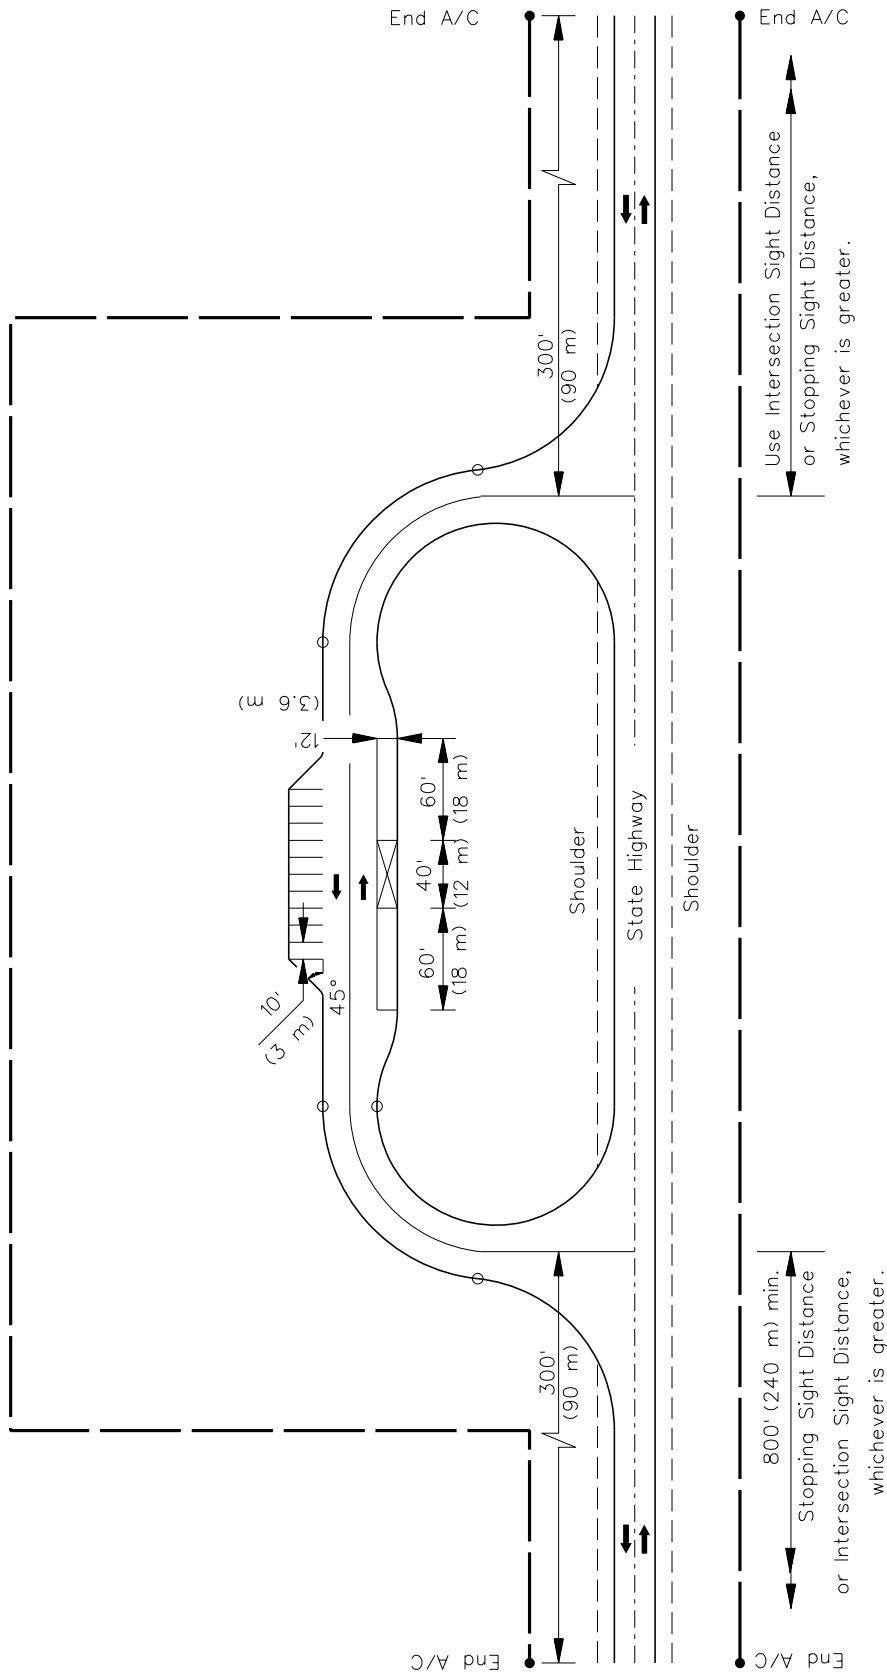 End A/C
End A/C
Use Intersection Sight Distance
or Stopping Sight Distance,
whichever is greater.
300'
(90 m)
12'
(3.6 m)
60'
(18 m)
40'
(12 m)
60'
(18 m)
10'
(3 m)
45°
Shoulder
State Highway
Shoulder
300'
(90 m)
800' (240 m) min.
Stopping Sight Distance
or Intersection Sight Distance,
whichever is greater.
End A/C
End A/C